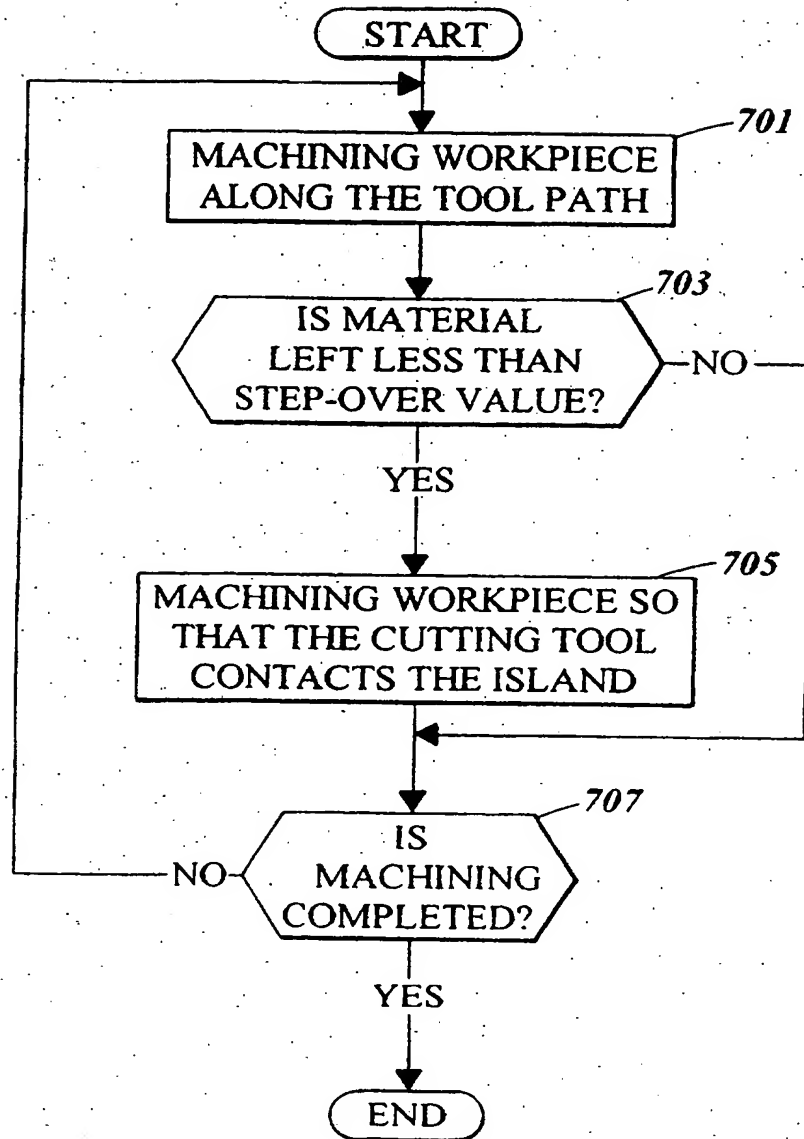 START
701
MACHINING WORKPIECE
ALONG THE TOOL PATH
703
IS MATERIAL
LEFT LESS THAN
STEP-OVER VALUE?
NO
YES
705
MACHINING WORKPIECE SO
THAT THE CUTTING TOOL
CONTACTS THE ISLAND
707
IS
MACHINING
COMPLETED?
NO
YES
END